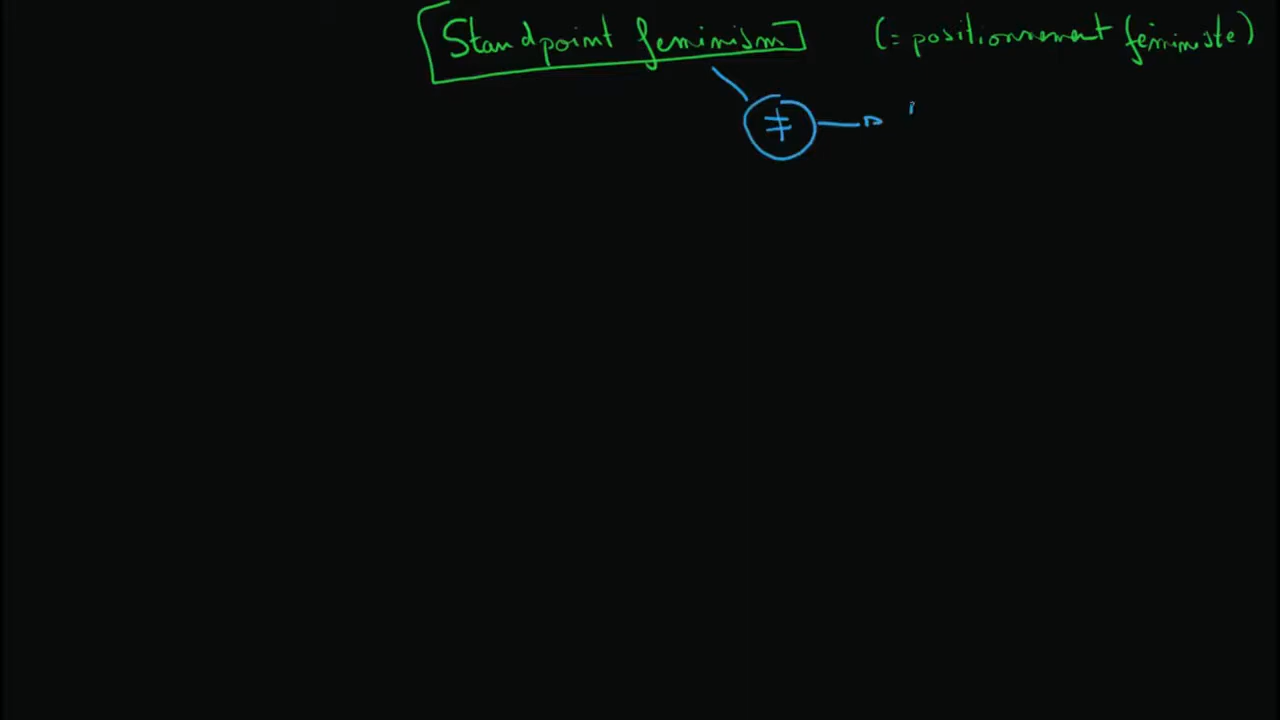 Standpoint feminism (= positionnement féministe)
≠